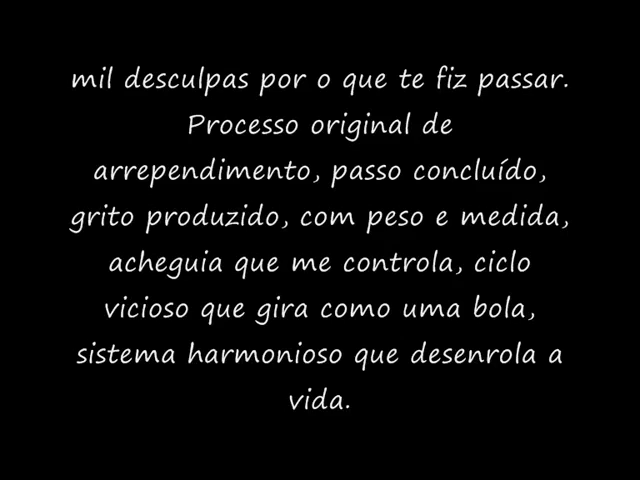 mil desculpas por o que te fiz passar.
Processo original de
arrependimento, passo concluído,
grito produzido, com peso e medida,
acheguia que me controla, ciclo
vicioso que gira como uma bola,
sistema harmonioso que desenrola a
vida.